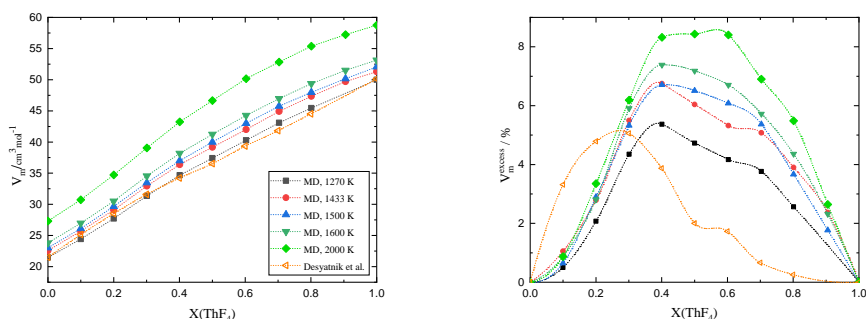 60
55
50
45
40
35
30
25
20
V_m/cm^3 mol^-1
0.0 0.2 0.4 0.6 0.8 1.0
X(ThF_4)
MD, 1270 K
MD, 1433 K
MD, 1500 K
MD, 1600 K
MD, 2000 K
Desyatnik et al.
8
6
4
2
0
V_m^excess / %
0.0 0.2 0.4 0.6 0.8 1.0
X(ThF_4)